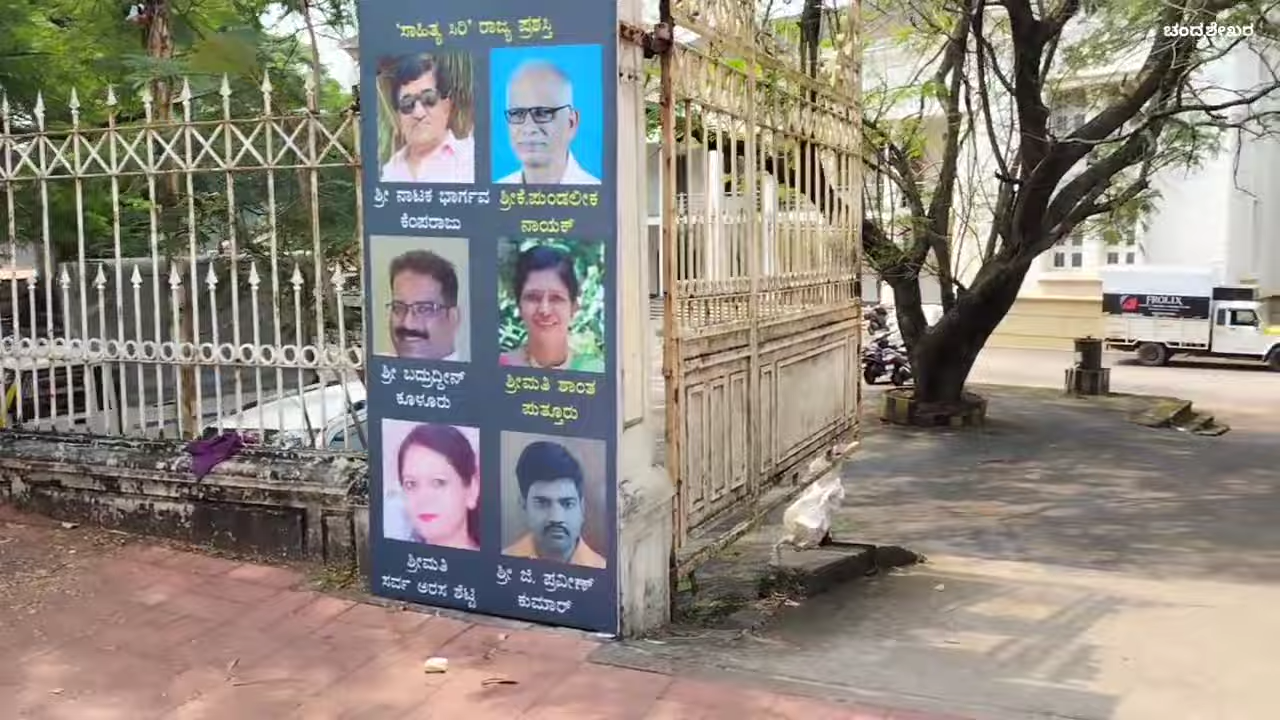 ಚಂದ್ರಶೇಖರ
'ಸಾಹಿತ್ಯ ಸಿರಿ' ರಾಜ್ಯ ಪ್ರಶಸ್ತಿ
ಶ್ರೀ ನಾಟಕ ಭಾರ್ಗವ
ಕೆಂಪರಾಜು
ಶ್ರೀಕೆ.ಪುಂಡಲೀಕ
ನಾಯಕ್
ಶ್ರೀ ಬದ್ರುದ್ದೀನ್
ಕೂಳೂರು
ಶ್ರೀಮತಿ ಶಾಂತ
ಪುತ್ತೂರು
ಶ್ರೀಮತಿ
ಸರ್ವ ಅರಸ ಶೆಟ್ಟಿ
ಶ್ರೀ ಜಿ. ಪ್ರವೀಣ್
ಕುಮಾರ್
FROLIX